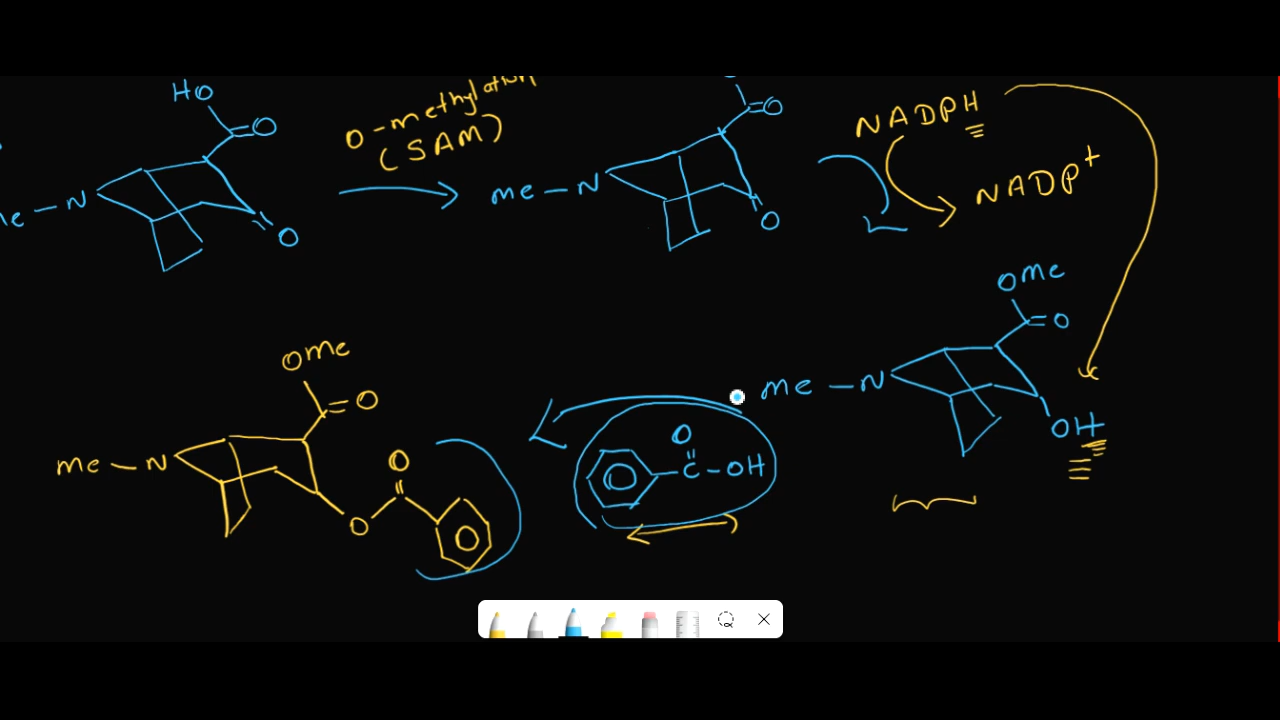 HO
=O
O-methylation
(SAM)
Me-N
O
me-N
=O
O
NADPH
NADP+
OMe
=O
me-N
OH
OMe
=O
me-N
O
O
O
C-OH